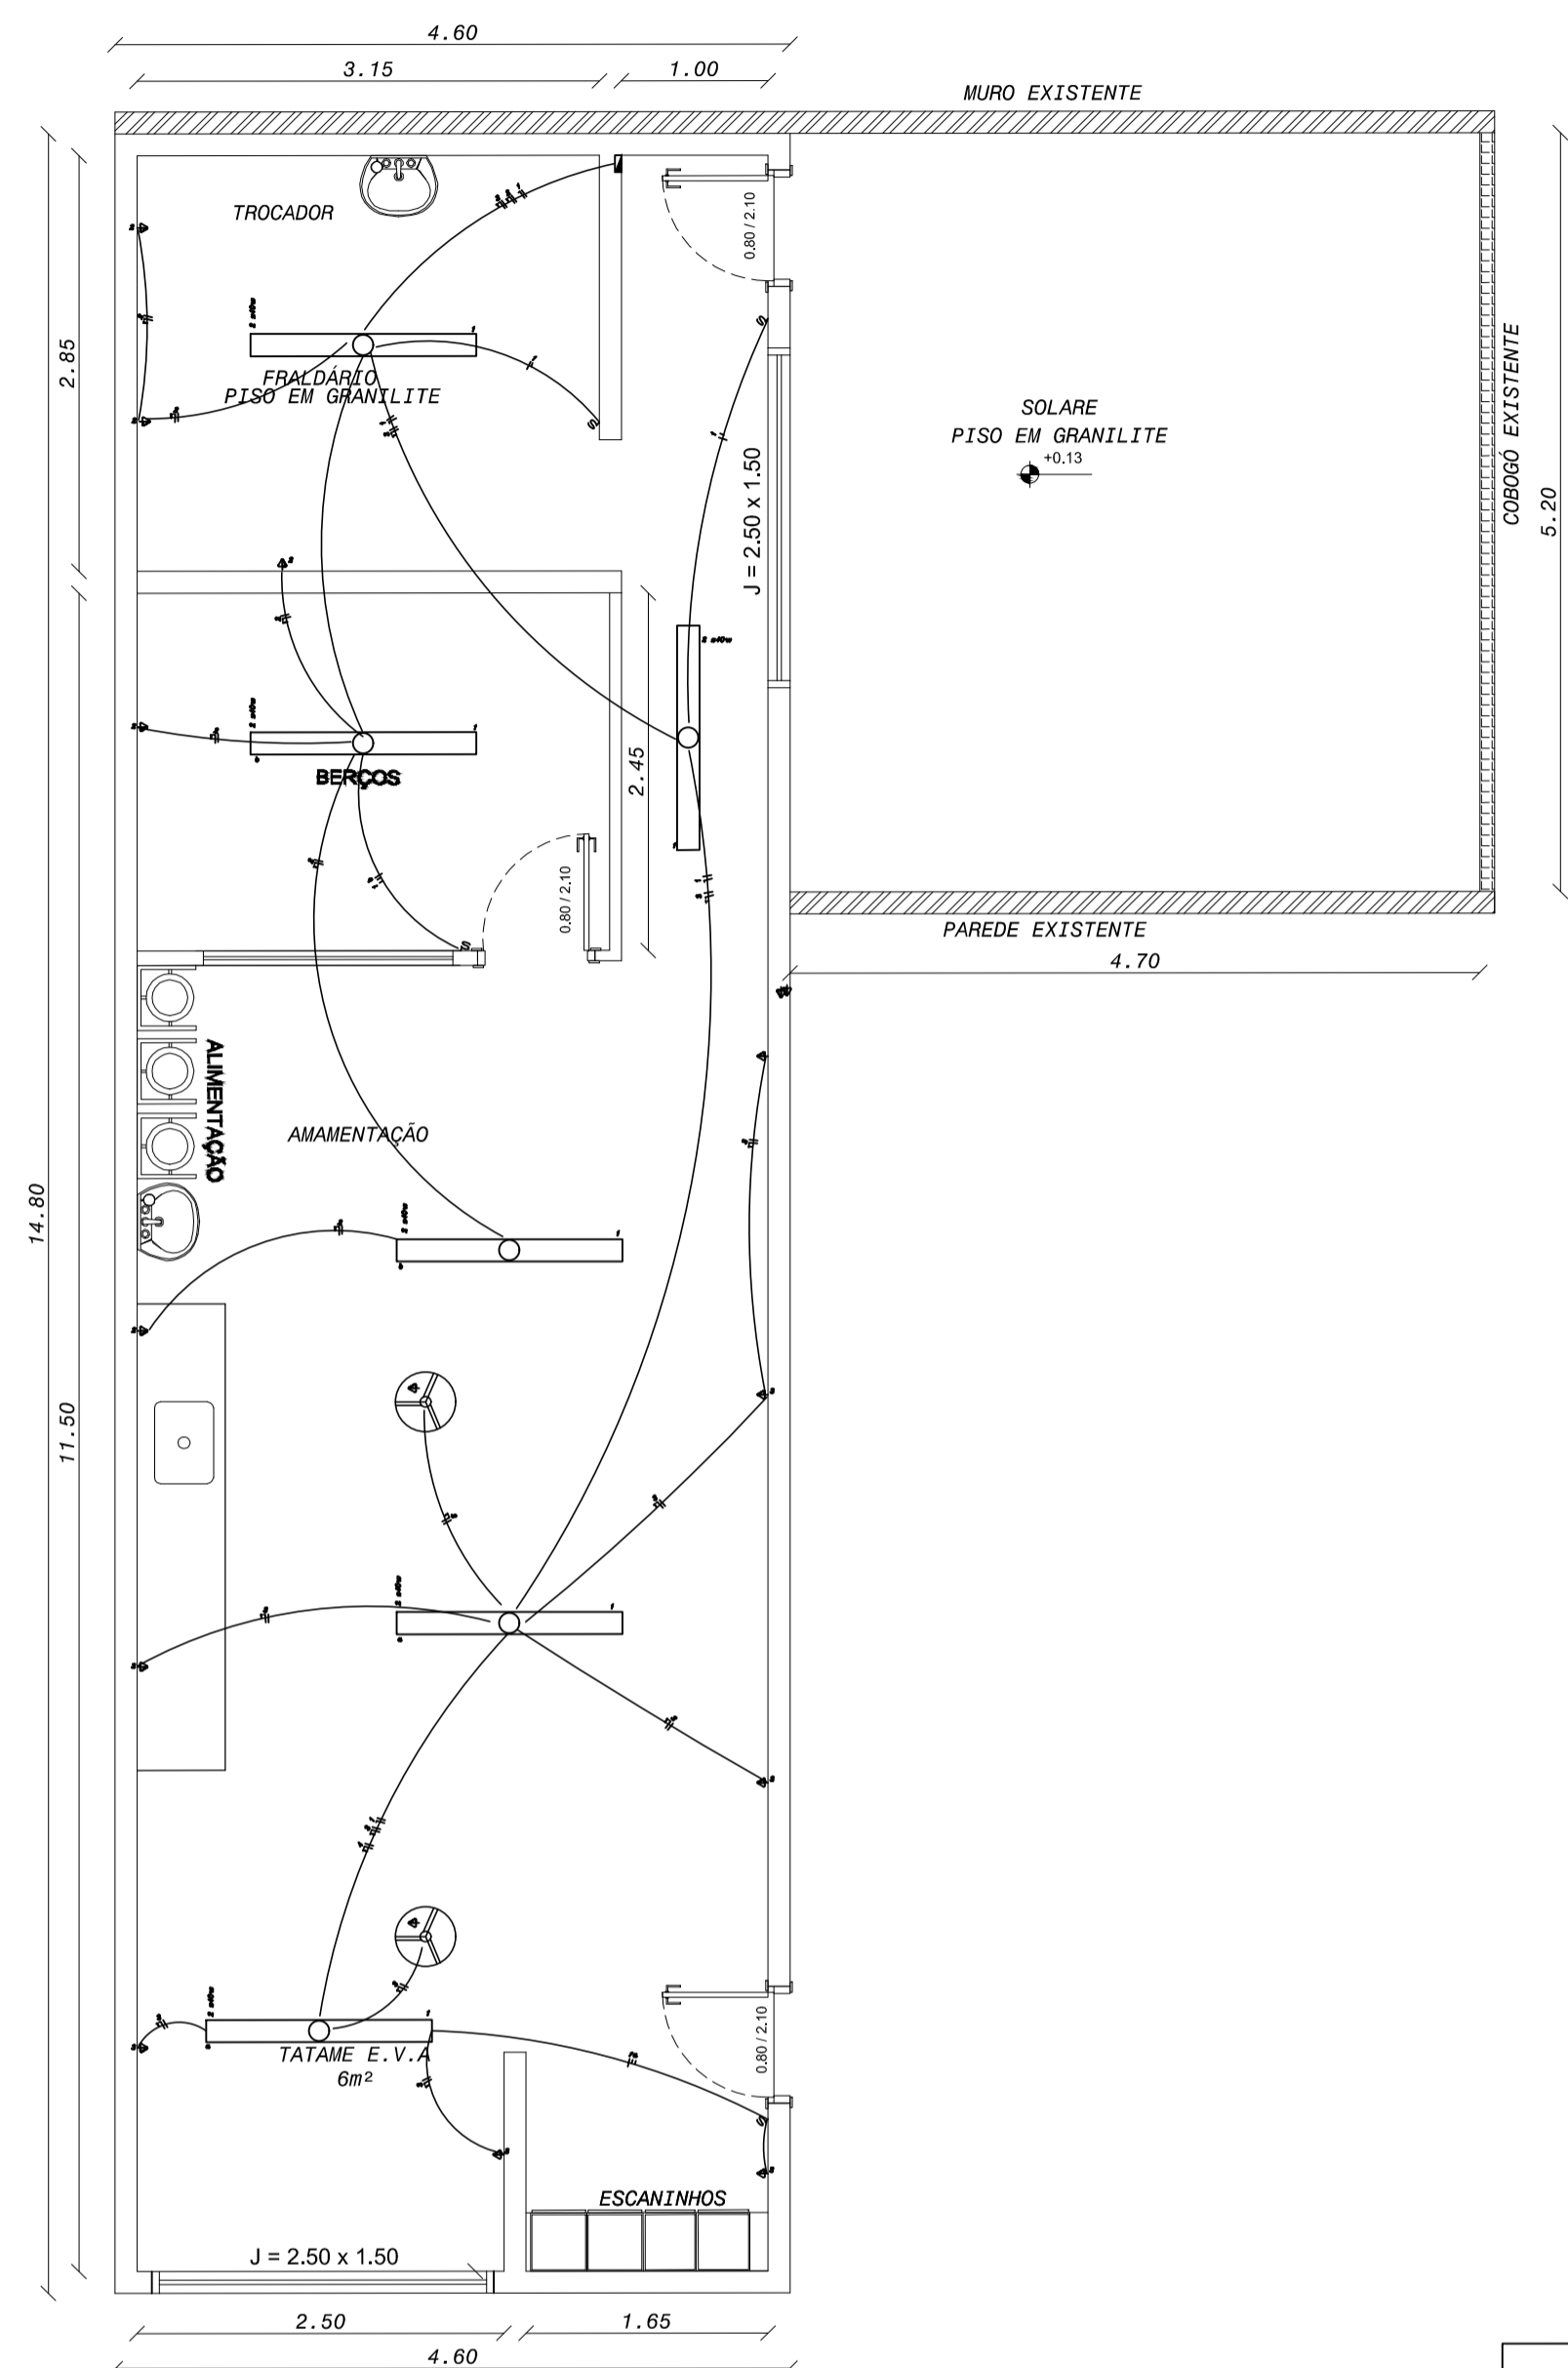 4.60
3.15
1.00
MURO EXISTENTE
TROCADOR
0.80 / 2.10
2.85
FRALDÁRIO
PISO EM GRANILITE
SOLARE
PISO EM GRANILITE
+0.13
COBOGÓ EXISTENTE
5.20
J = 2.50 x 1.50
2.45
BERÇOS
0.80 / 2.10
PAREDE EXISTENTE
4.70
ALIMENTAÇÃO
AMAMENTAÇÃO
14.80
11.50
0.80 / 2.10
TATAME E.V.A
6m²
ESCANINHOS
J = 2.50 x 1.50
2.50
1.65
4.60